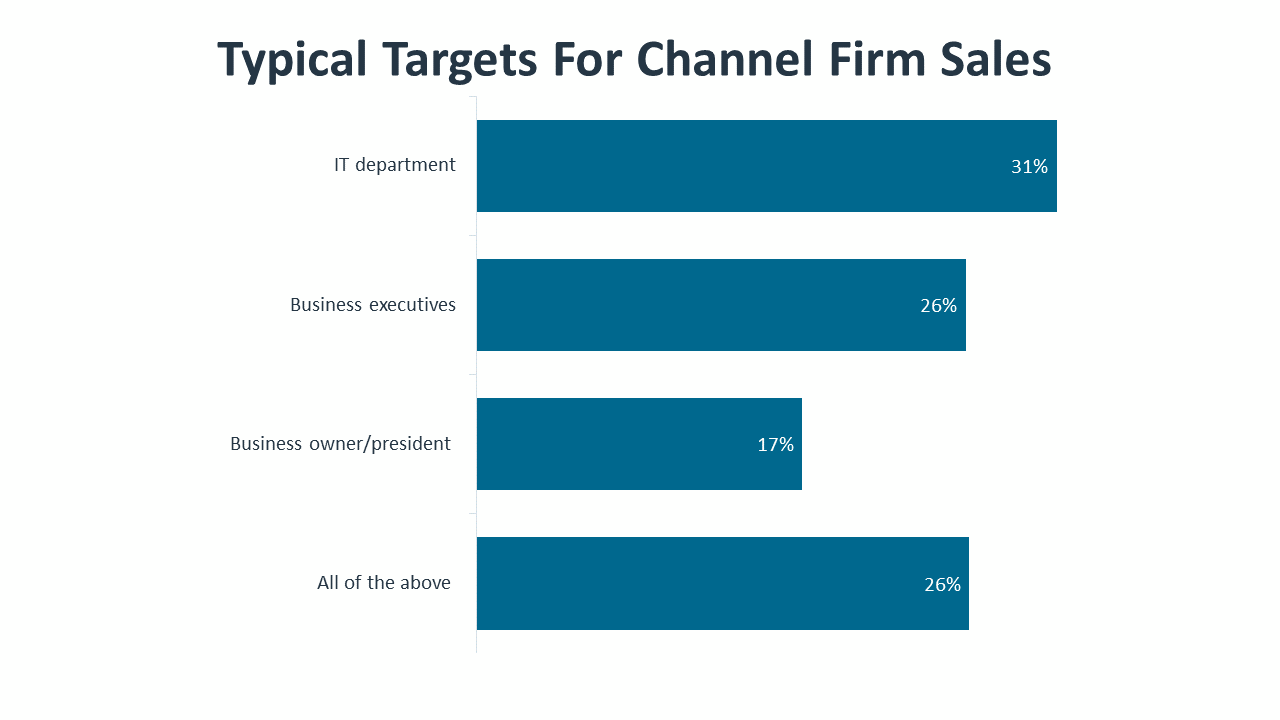 Typical Targets For Channel Firm Sales
IT department
31%
Business executives
26%
Business owner/president
17%
All of the above
26%